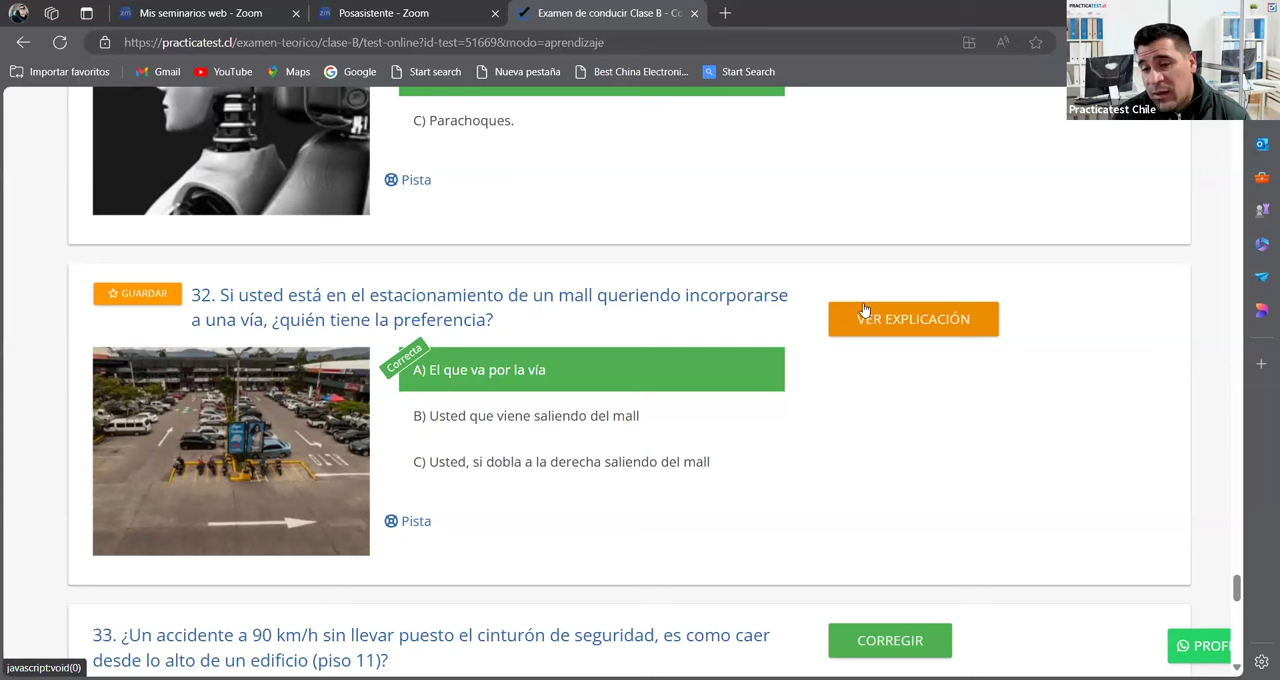 Mis seminarios web - Zoom
Posasistente - Zoom
Examen de conducir Clase B - Co
https://practicatest.cl/examen-teorico/clase-B/test-online?id-test=51669&modo=aprendizaje
Importar favoritos
Gmail
YouTube
Maps
Google
Start search
Nueva pestaña
Best China Electroni...
Start Search
PRACTICATEST.cl
Practicatest Chile
C) Parachoques.
Pista
GUARDAR
32. Si usted está en el estacionamiento de un mall queriendo incorporarse
a una vía, ¿quién tiene la preferencia?
VER EXPLICACIÓN
Correcta
A) El que va por la vía
B) Usted que viene saliendo del mall
C) Usted, si dobla a la derecha saliendo del mall
Pista
33. ¿Un accidente a 90 km/h sin llevar puesto el cinturón de seguridad, es como caer
desde lo alto de un edificio (piso 11)?
CORREGIR
PROF
javascript:void(0)